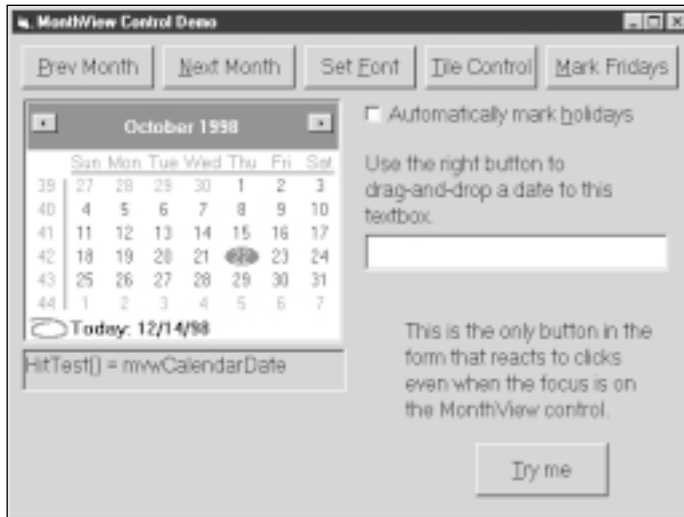 MonthView Control Demo
Prev Month Next Month Set Font Tile Control Mark Fridays
October 1998
Sun Mon Tue Wed Thu Fri Sat
39 27 28 29 30 1 2 3
40 4 5 6 7 8 9 10
41 11 12 13 14 15 16 17
42 18 19 20 21 22 23 24
43 25 26 27 28 29 30 31
44 1 2 3 4 5 6 7
Today: 12/14/98
HitTest() = mvwCalendarDate
Automatically mark holidays
Use the right button to
drag-and-drop a date to this
textbox.
This is the only button in the
form that reacts to clicks
even when the focus is on
the MonthView control.
Try me